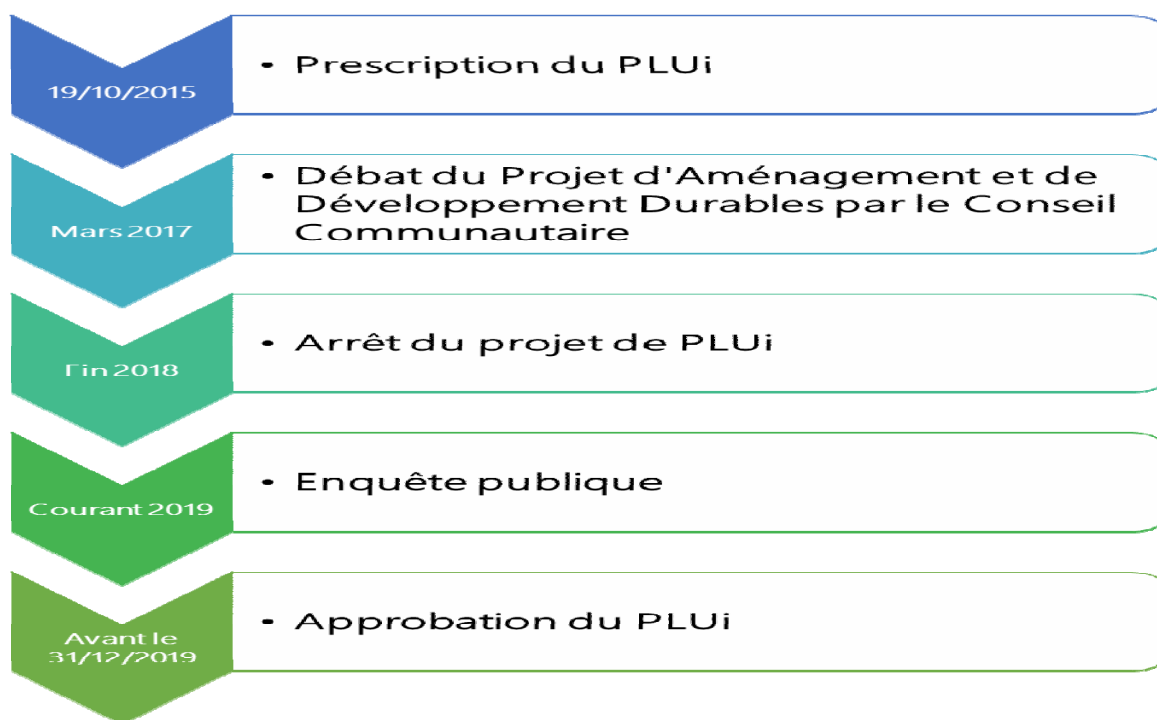 19/10/2015
• Prescription du PLUi
Mars 2017
• Débat du Projet d'Aménagement et de
Développement Durables par le Conseil
Communautaire
Fin 2018
• Arrêt du projet de PLUi
Courant 2019
• Enquête publique
Avant le
31/12/2019
• Approbation du PLUi